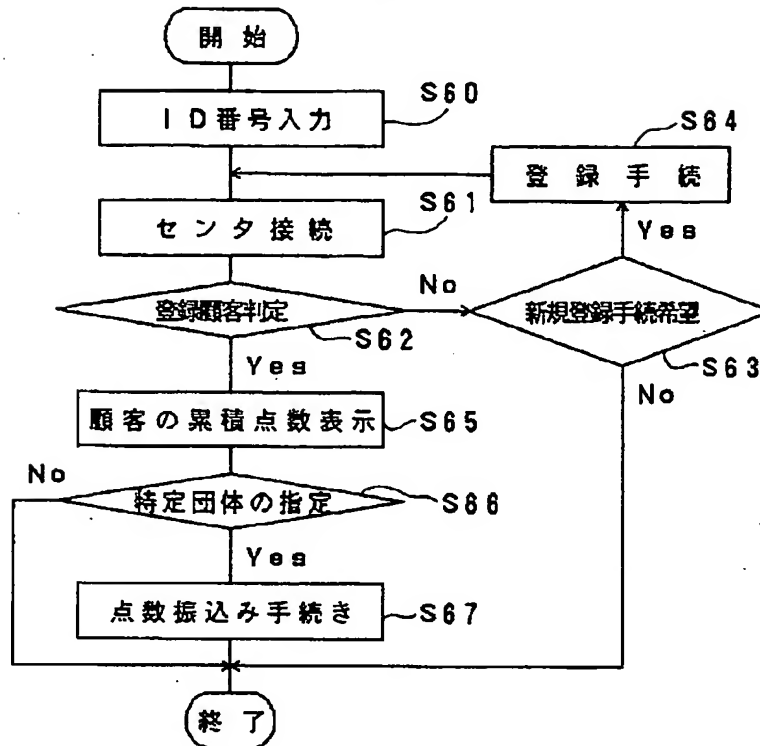 開始
ID番号入力
S60
登録手続
S64
センタ接続
S61
Yes
登録顧客判定
S62
No
新規登録手続希望
S63
Yes
No
顧客の累積点数表示
S65
No
特定団体の指定
S66
Yes
点数振込み手続き
S67
終了